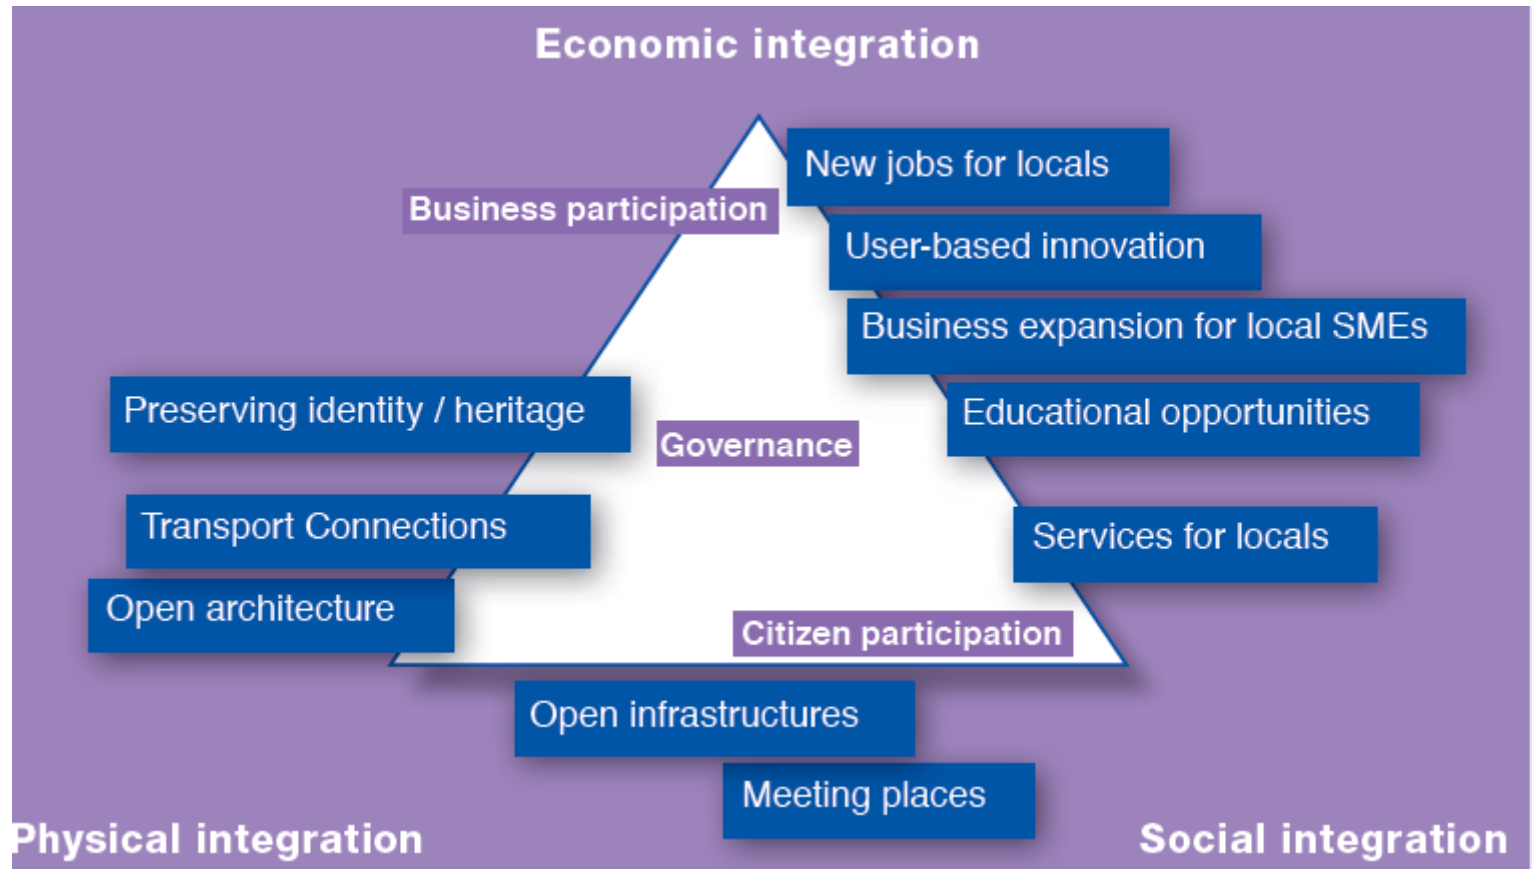 Economic integration
New jobs for locals
Business participation
User-based innovation
Business expansion for local SMEs
Preserving identity / heritage
Educational opportunities
Governance
Transport Connections
Services for locals
Open architecture
Citizen participation
Open infrastructures
Meeting places
Physical integration
Social integration